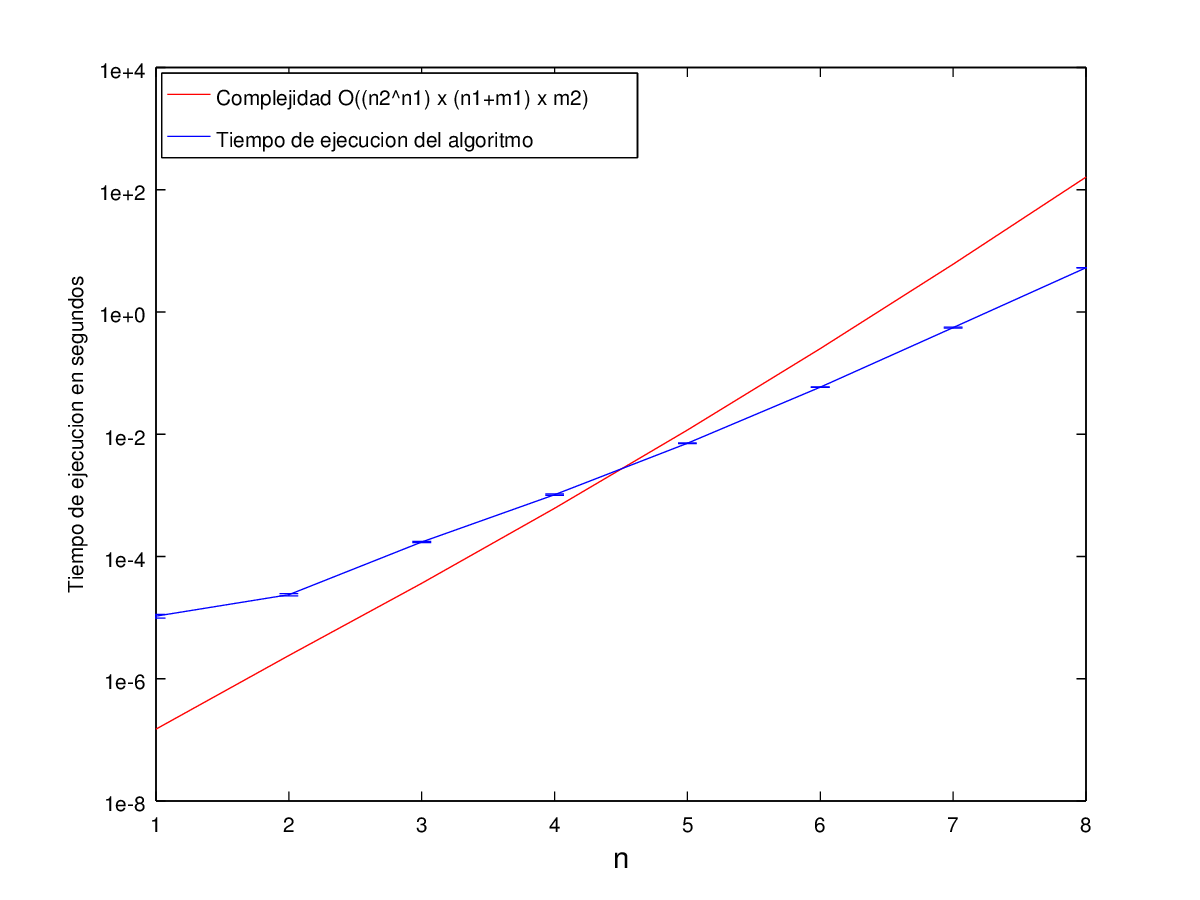 1e+4
Complejidad O((n2^n1) x (n1+m1) x m2)
Tiempo de ejecucion del algoritmo
1e+2
1e+0
1e-2
1e-4
1e-6
1e-8
Tiempo de ejecucion en segundos
1 2 3 4 5 6 7 8
n